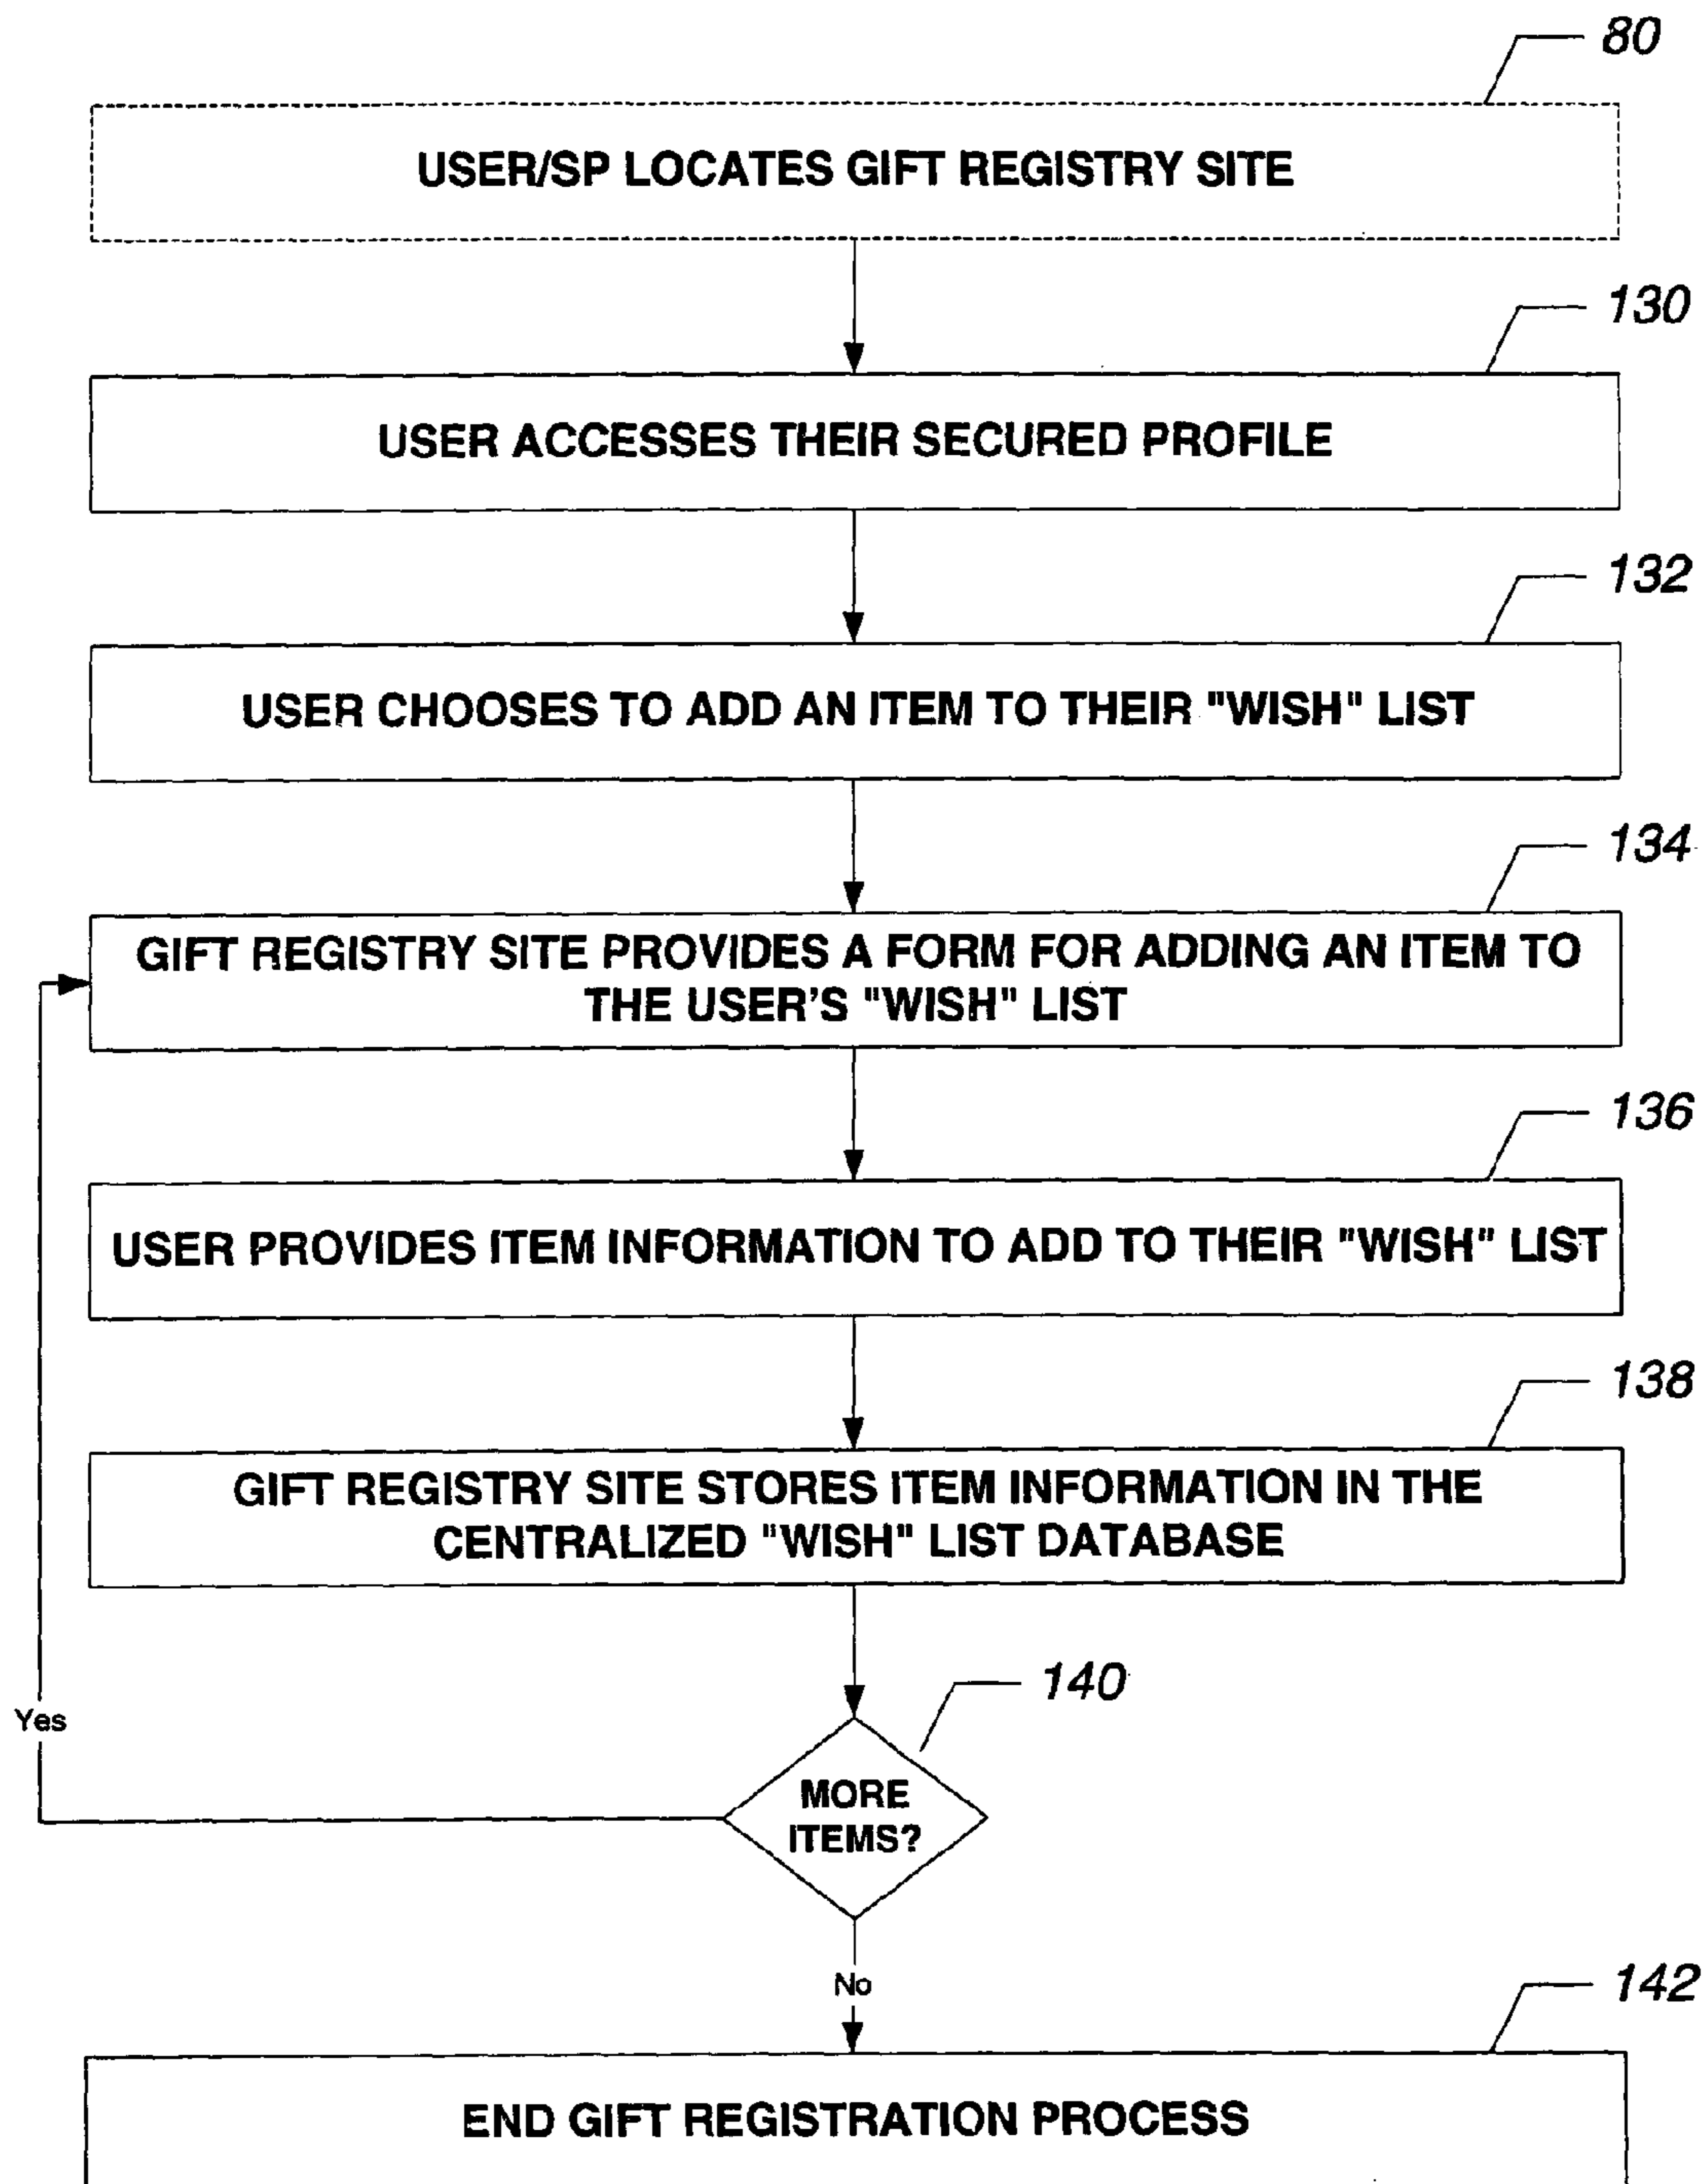 80
USER/SP LOCATES GIFT REGISTRY SITE
130
USER ACCESSES THEIR SECURED PROFILE
132
USER CHOOSES TO ADD AN ITEM TO THEIR "WISH" LIST
134
GIFT REGISTRY SITE PROVIDES A FORM FOR ADDING AN ITEM TO
THE USER'S "WISH" LIST
136
USER PROVIDES ITEM INFORMATION TO ADD TO THEIR "WISH" LIST
138
GIFT REGISTRY SITE STORES ITEM INFORMATION IN THE
CENTRALIZED "WISH" LIST DATABASE
140
Yes
MORE
ITEMS?
No
142
END GIFT REGISTRATION PROCESS